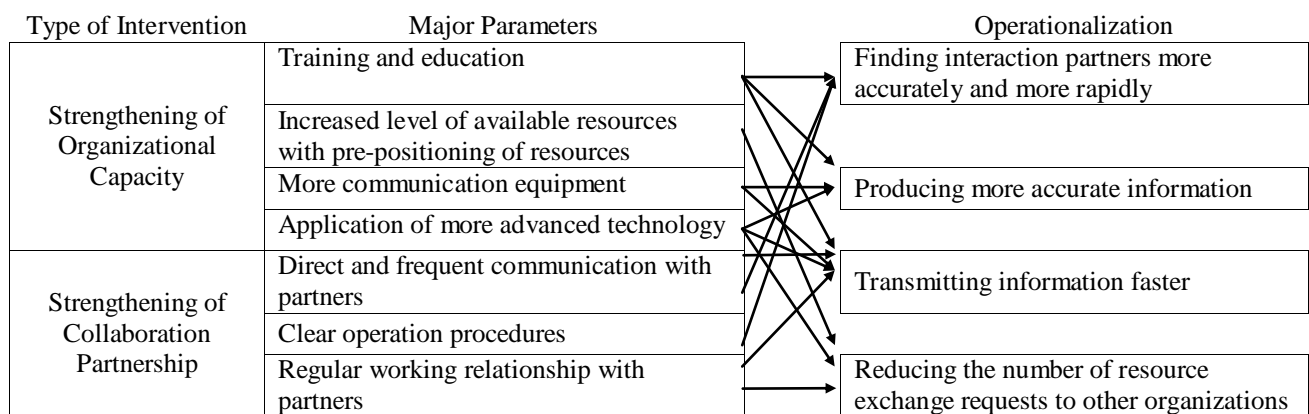 Type of Intervention
Major Parameters
Operationalization
Strengthening of
Organizational
Capacity
Training and education
Increased level of available resources
with pre-positioning of resources
More communication equipment
Application of more advanced technology
Strengthening of
Collaboration
Partnership
Direct and frequent communication with
partners
Clear operation procedures
Regular working relationship with
partners
Finding interaction partners more
accurately and more rapidly
Producing more accurate information
Transmitting information faster
Reducing the number of resource
exchange requests to other organizations